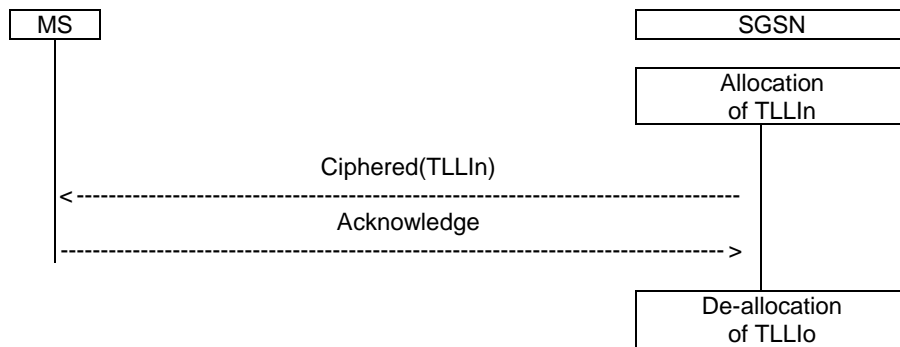 MS
SGSN
Allocation
of TLLIn
Ciphered(TLLIn)
Acknowledge
De-allocation
of TLLIo